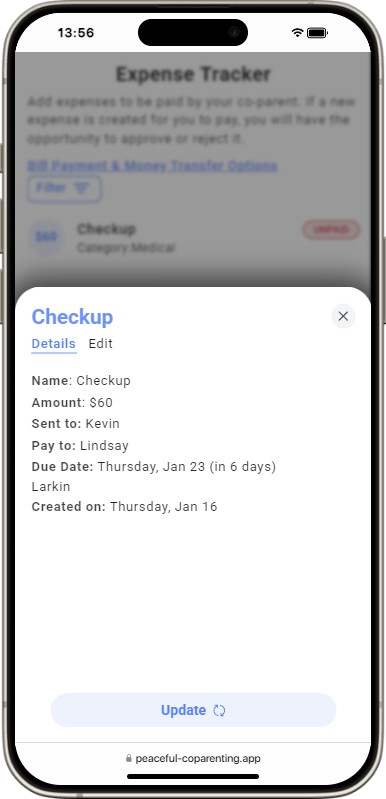 13:56
Expense Tracker
Add expenses to be paid by your co-parent. If a new
expense is created for you to pay, you will have the
opportunity to approve or reject it.
Bill Payment & Money Transfer Options
Filter
$60
Checkup
Category:Medical
UNPAID
Checkup
Details Edit
Name: Checkup
Amount: $60
Sent to: Kevin
Pay to: Lindsay
Due Date: Thursday, Jan 23 (in 6 days)
Larkin
Created on: Thursday, Jan 16
Update
peaceful-coparenting.app